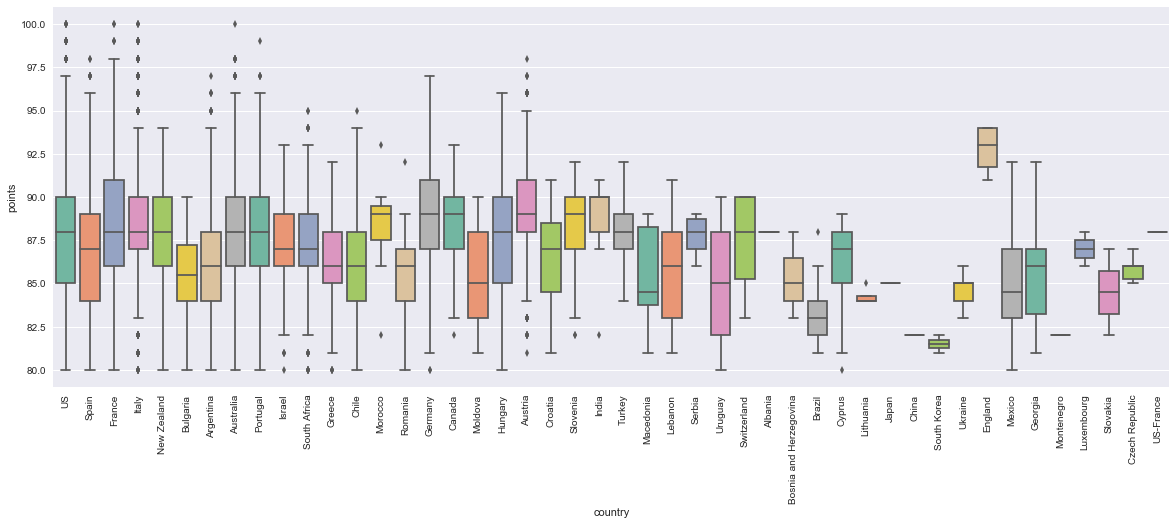 100.0
97.5
95.0
92.5
90.0
87.5
85.0
82.5
80.0
points
US
Spain
France
Italy
New Zealand
Bulgaria
Argentina
Australia
Portugal
Israel
South Africa
Greece
Chile
Morocco
Romania
Germany
Canada
Moldova
Hungary
Austria
Croatia
Slovenia
India
Turkey
Macedonia
Lebanon
Serbia
Uruguay
Switzerland
Albania
Bosnia and Herzegovina
Brazil
Cyprus
Lithuania
Japan
China
South Korea
Ukraine
England
Mexico
Georgia
Montenegro
Luxembourg
Slovakia
Czech Republic
US-France
country